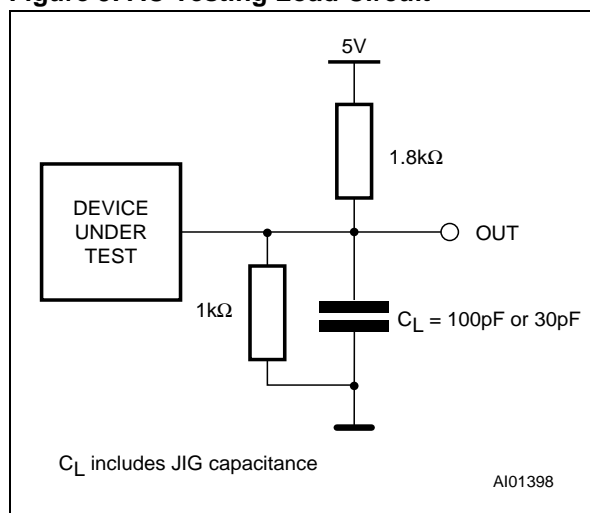 Figure AC Testing Load Circuit
5V
1.8kΩ
DEVICE
UNDER
TEST
OUT
1kΩ
CL = 100pF or 30pF
CL includes JIG capacitance
AI01398